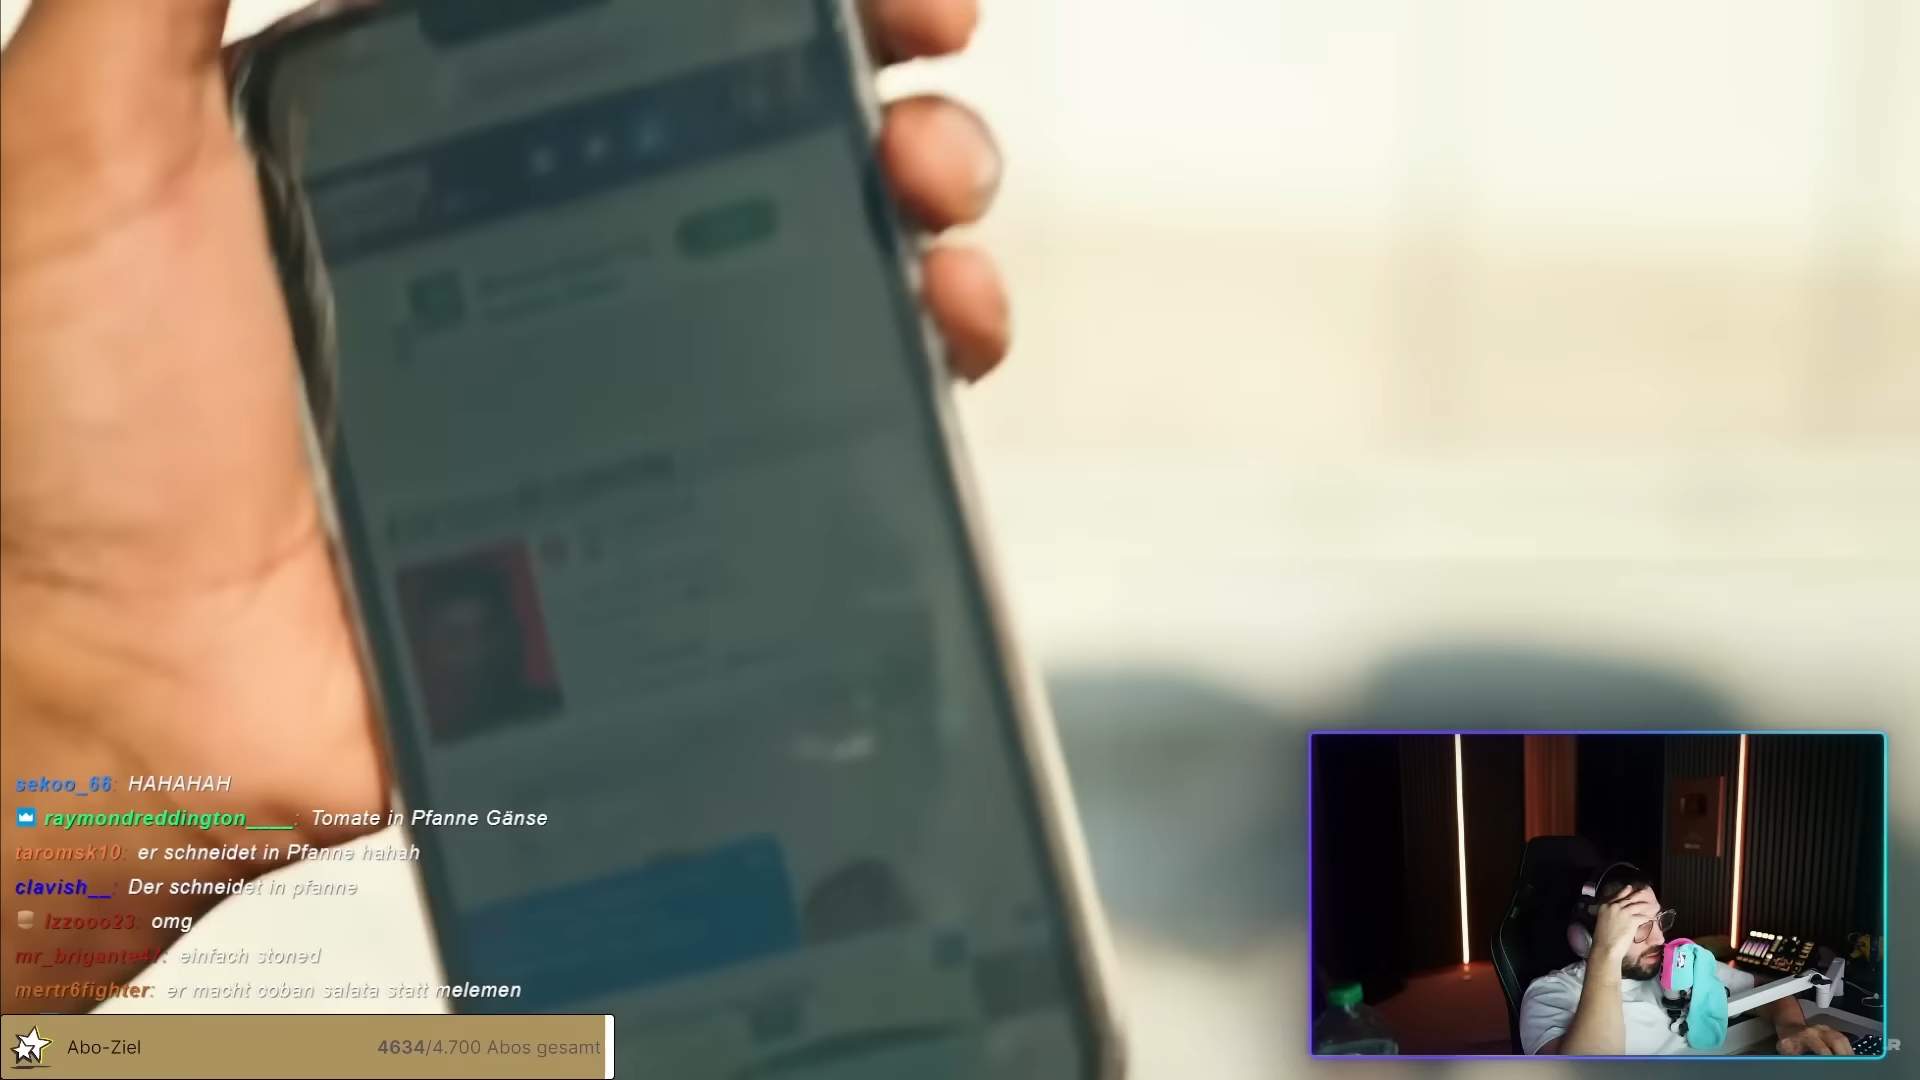 sekoo_66: HAHAHAH
raymondreddington____: Tomate in Pfanne Gänse
taromsk10: er schneidet in Pfanne hahah
clavish__: Der schneidet in pfanne
lzzooo23: omg
mr_brigante47: einfach stoned
mertr6fighter: er macht coban salata statt melemen
Abo-Ziel 4634/4.700 Abos gesamt